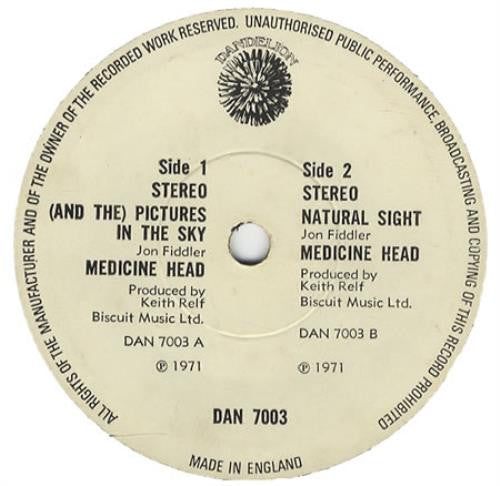 ALL RIGHTS OF THE MANUFACTURER AND OF THE OWNER OF THE RECORDED WORK RESERVED. UNAUTHORISED PUBLIC PERFORMANCE, BROADCASTING AND COPYING OF THIS RECORD PROHIBITED
DANDELION
Side 1
STEREO
(AND THE) PICTURES
IN THE SKY
Jon Fiddler
MEDICINE HEAD
Produced by
Keith Relf
Biscuit Music Ltd.
DAN 7003 A
℗ 1971
Side 2
STEREO
NATURAL SIGHT
Jon Fiddler
MEDICINE HEAD
Produced by
Keith Relf
Biscuit Music Ltd.
DAN 7003 B
℗ 1971
DAN 7003
MADE IN ENGLAND